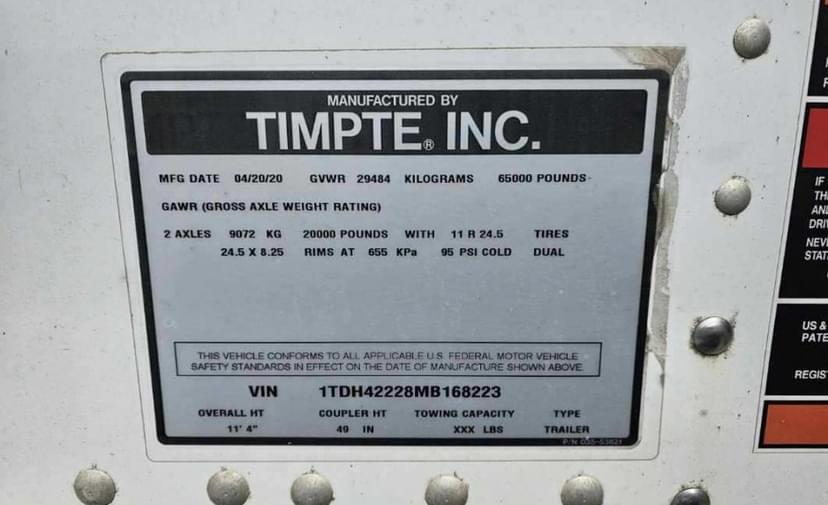 MANUFACTURED BY
TIMPTE® INC.
MFG DATE 04/20/20 GVWR 29484 KILOGRAMS 65000 POUNDS
GAWR (GROSS AXLE WEIGHT RATING)
2 AXLES 9072 KG 20000 POUNDS WITH 11 R 24.5 TIRES
24.5 X 8.25 RIMS AT 655 KPa 95 PSI COLD DUAL
THIS VEHICLE CONFORMS TO ALL APPLICABLE U.S. FEDERAL MOTOR VEHICLE
SAFETY STANDARDS IN EFFECT ON THE DATE OF MANUFACTURE SHOWN ABOVE.
VIN 1TDH42228MB168223
OVERALL HT COUPLER HT TOWING CAPACITY TYPE
11' 4" 49 IN XXX LBS TRAILER
IF
US &